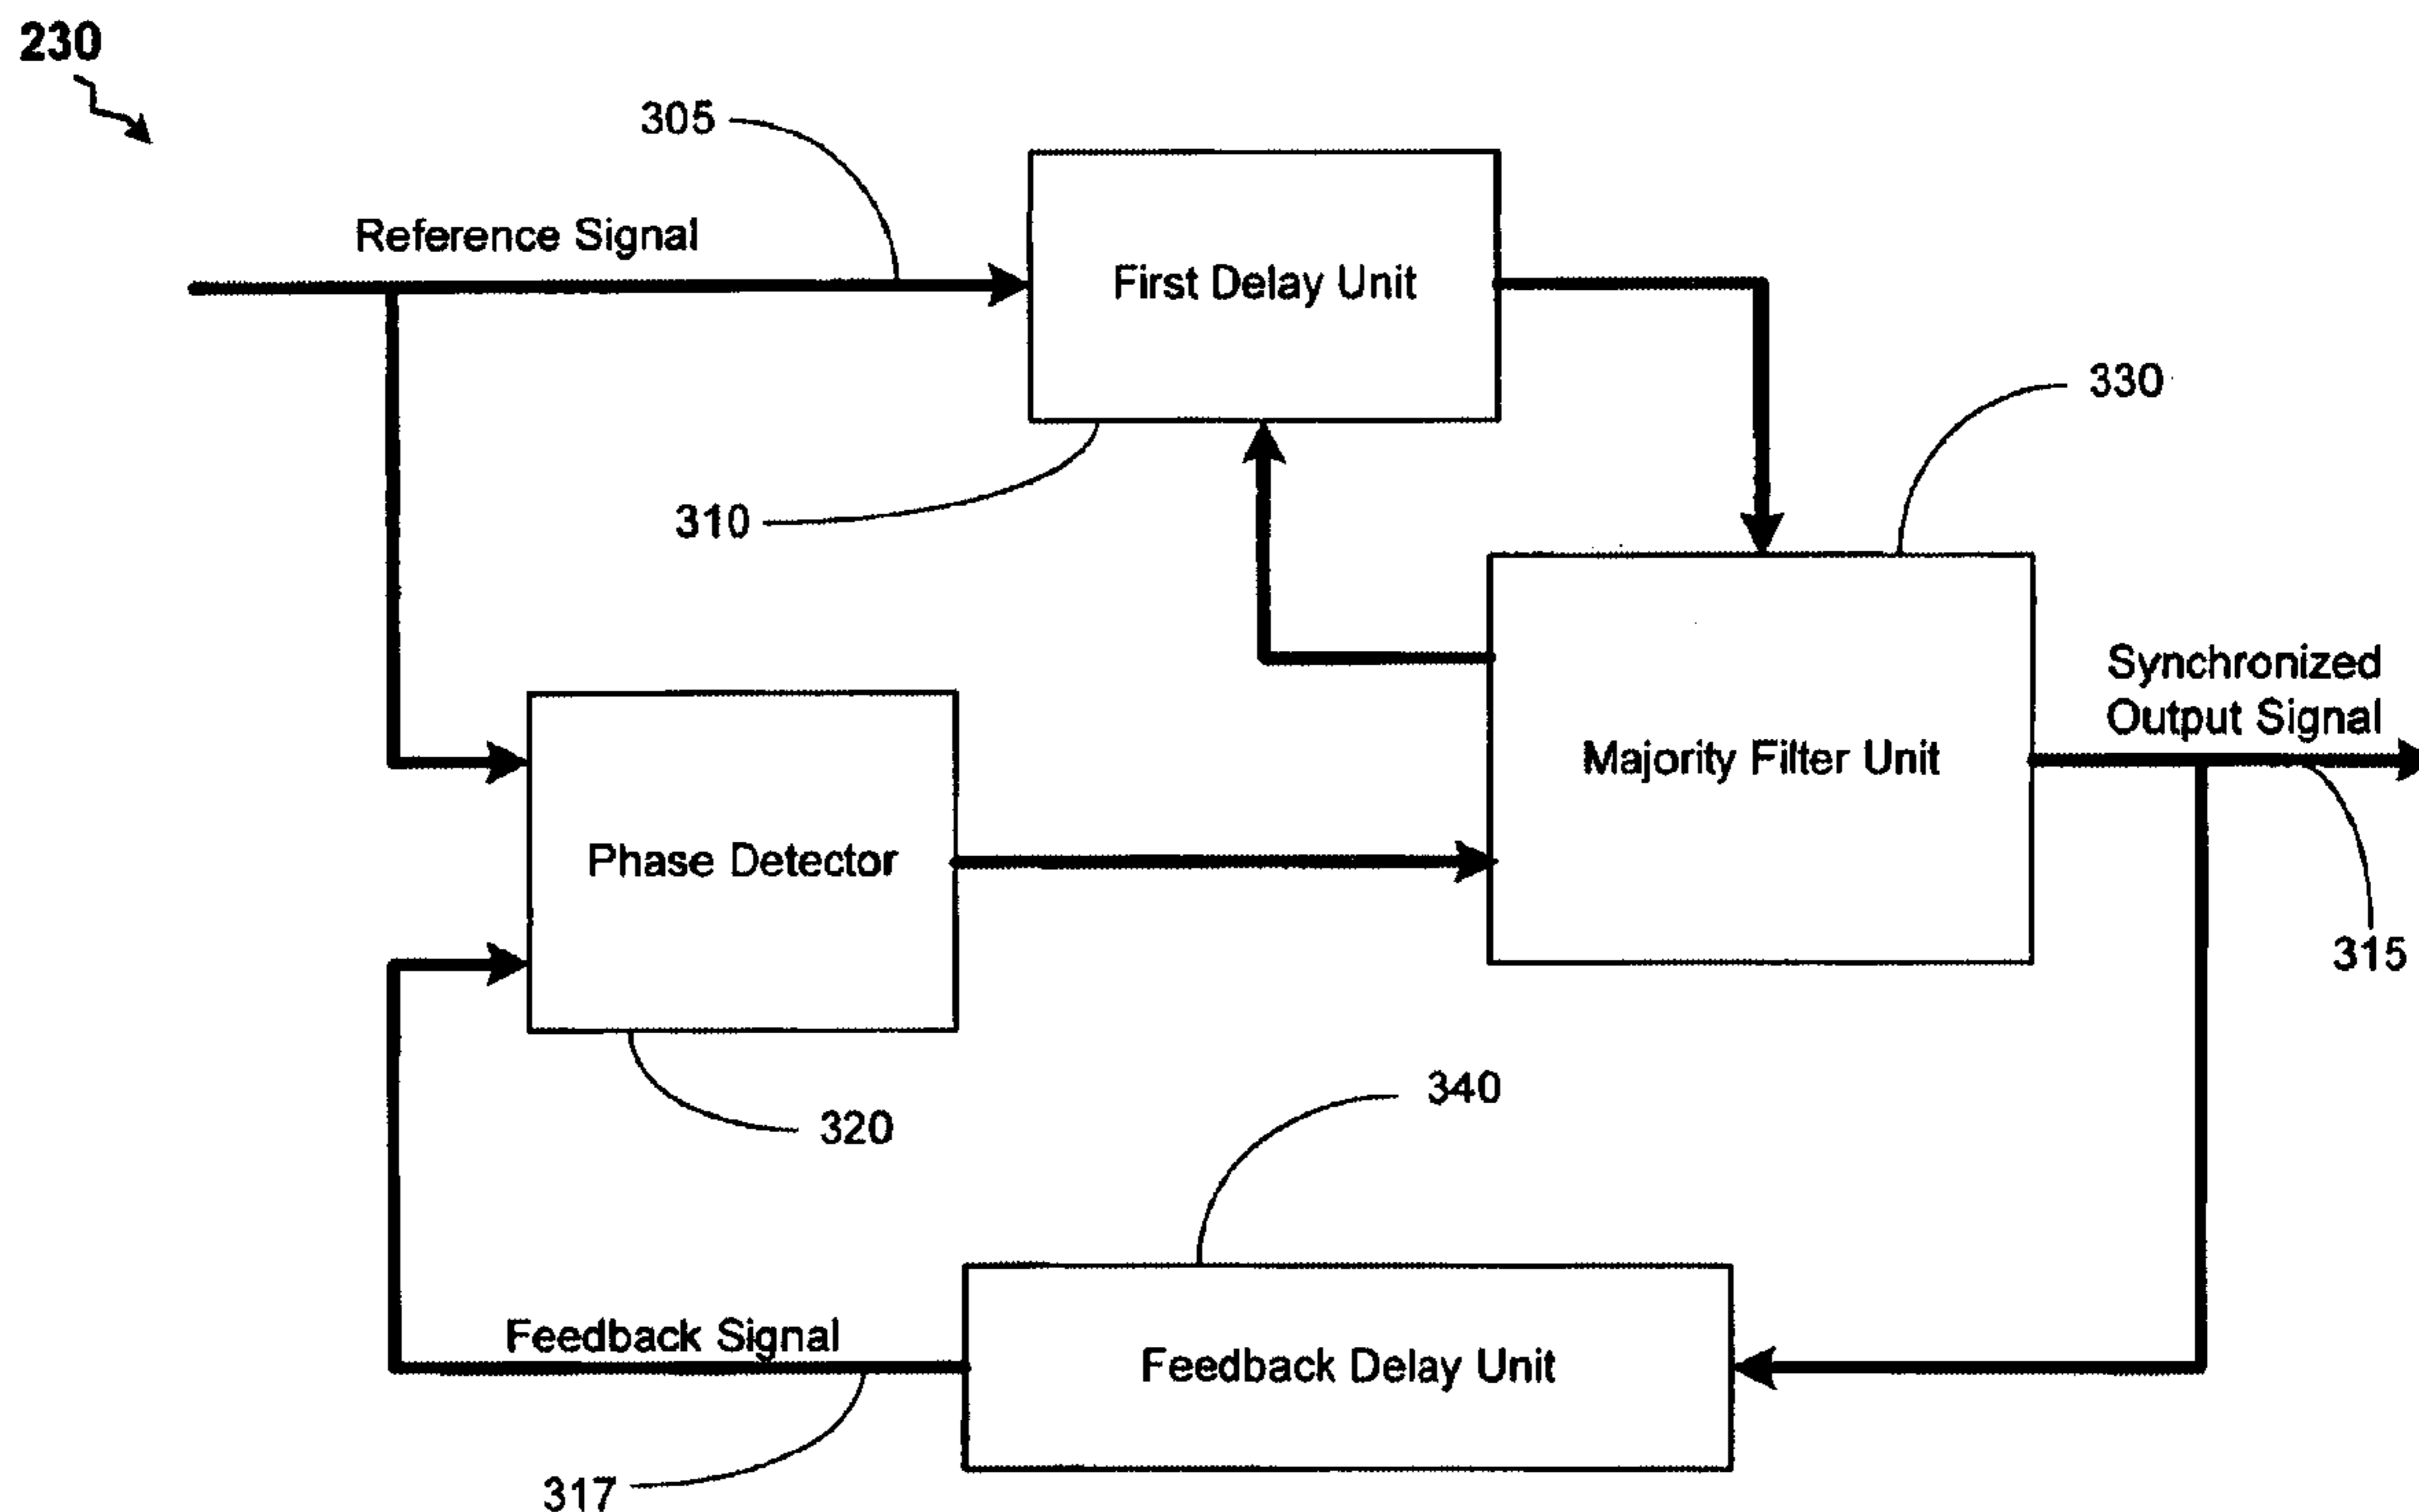 230
305
Reference Signal
First Delay Unit
330
310
Synchronized
Output Signal
Majority Filter Unit
Phase Detector
315
340
320
Feedback Signal
Feedback Delay Unit
317